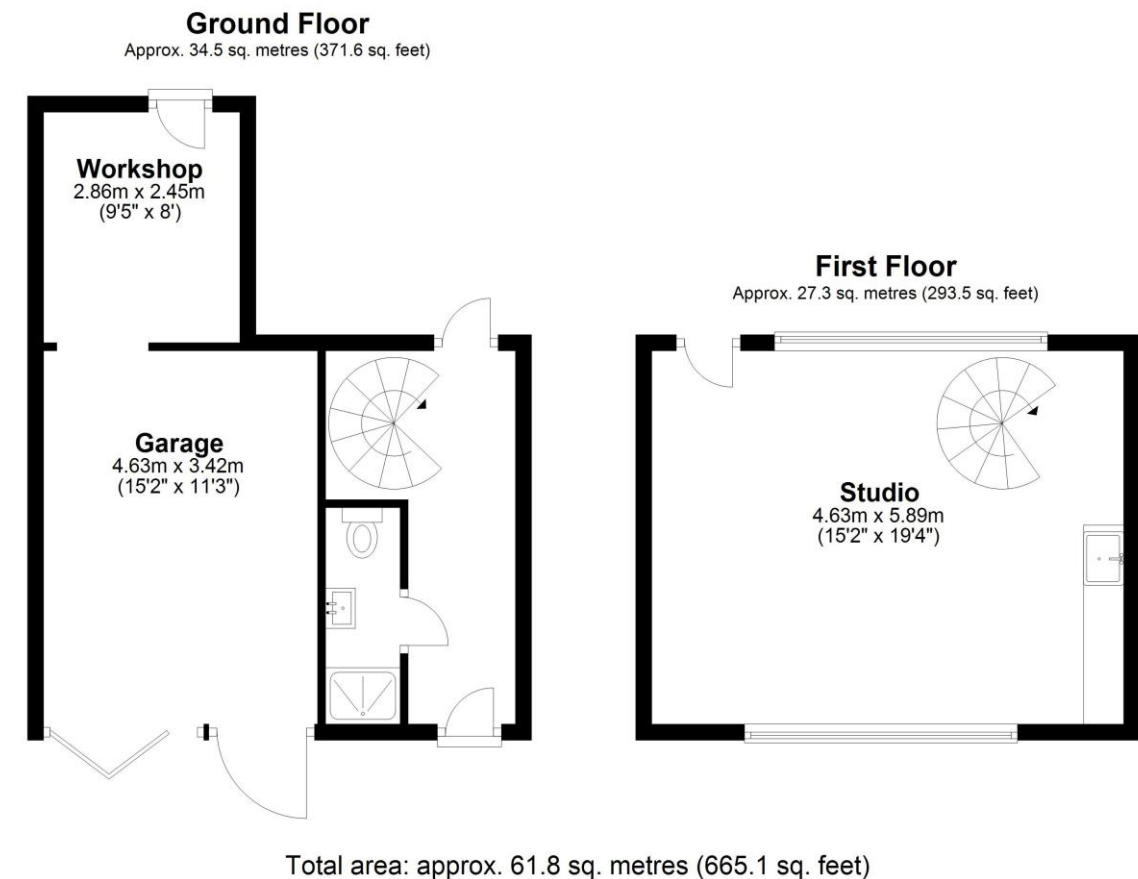 Ground Floor
Approx. 34.5 sq. metres (371.6 sq. feet)
Workshop
2.86m x 2.45m
(9'5" x 8')
Garage
4.63m x 3.42m
(15'2" x 11'3")
First Floor
Approx. 27.3 sq. metres (293.5 sq. feet)
Studio
4.63m x 5.89m
(15'2" x 19'4")
Total area: approx. 61.8 sq. metres (665.1 sq. feet)